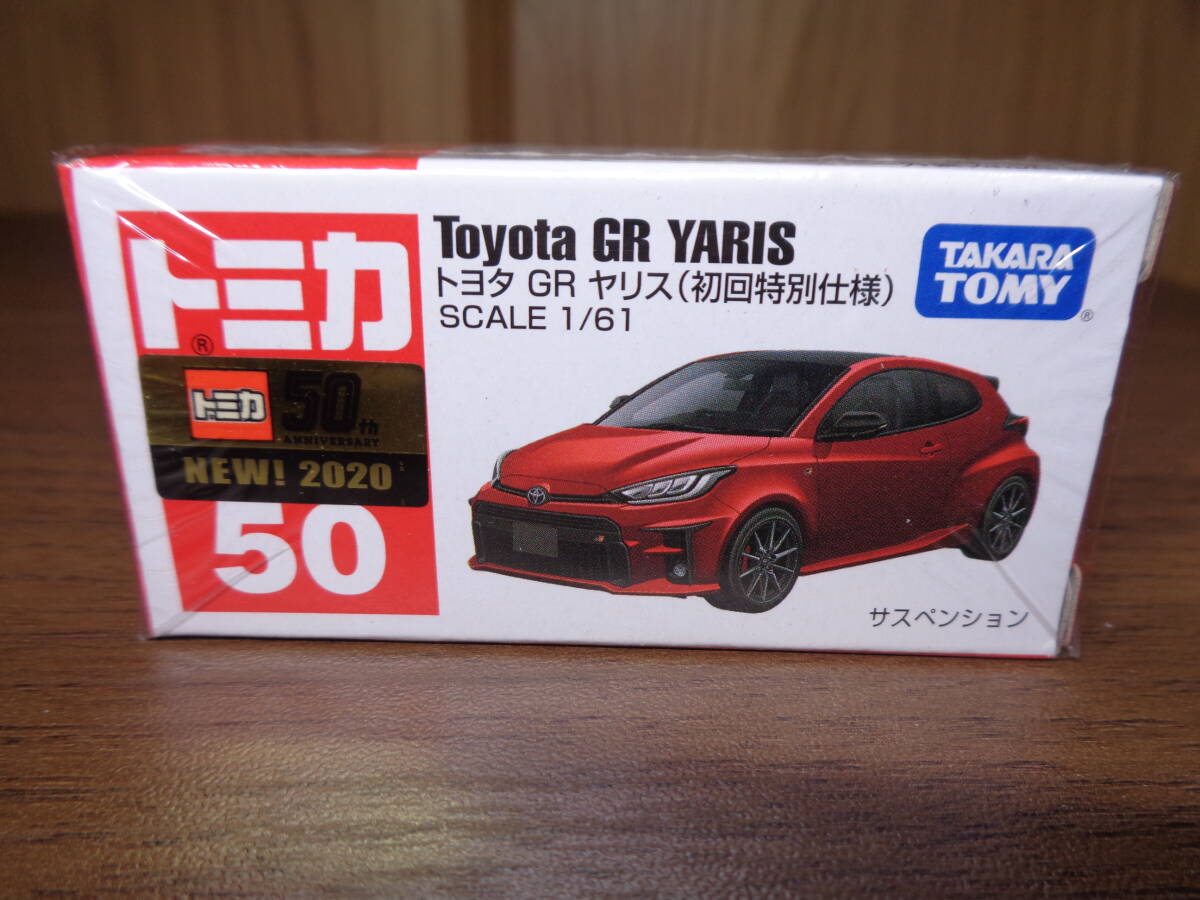 トミカ
®
トミカ
50th
ANNIVERSARY
NEW! 2020
50
Toyota GR YARIS
トヨタ GR ヤリス(初回特別仕様)
SCALE 1/61
TAKARA
TOMY
®
サスペンション